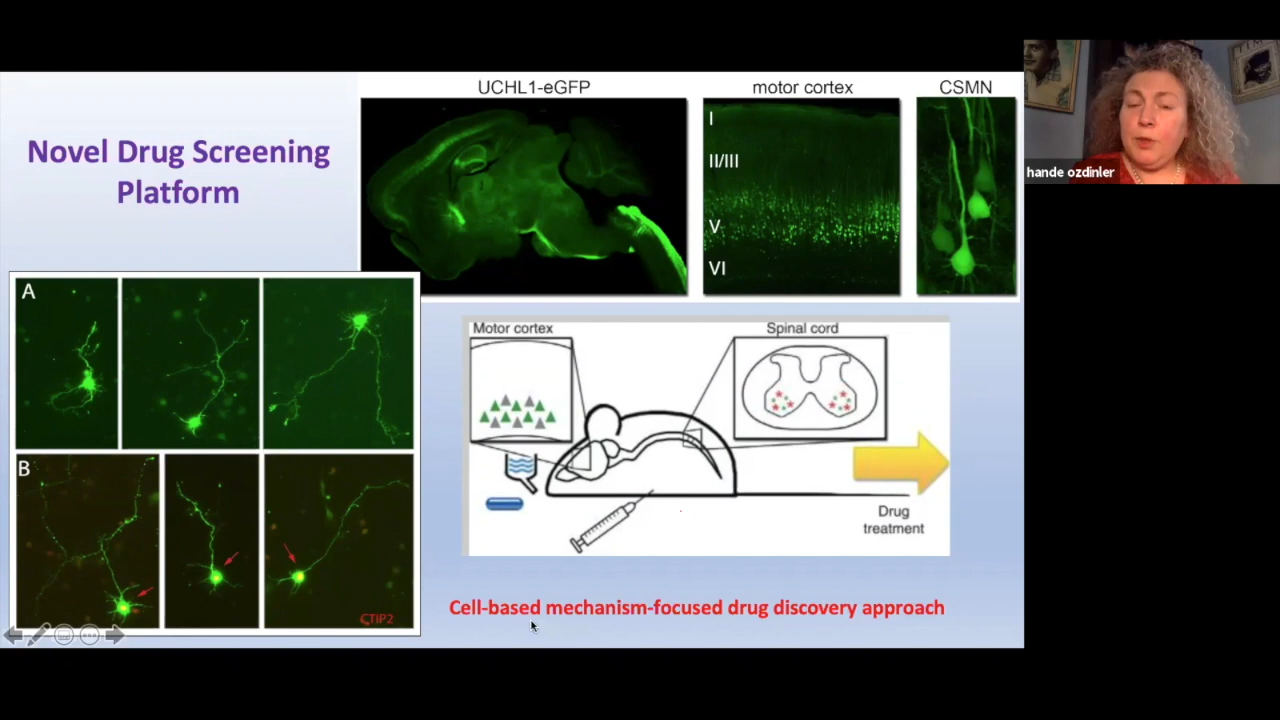 Novel Drug Screening
Platform
UCHL1-eGFP
motor cortex
CSMN
I
II/III
V
VI
hande ozdinler
A
B
CTIP2
Motor cortex
Spinal cord
Drug
treatment
Cell-based mechanism-focused drug discovery approach